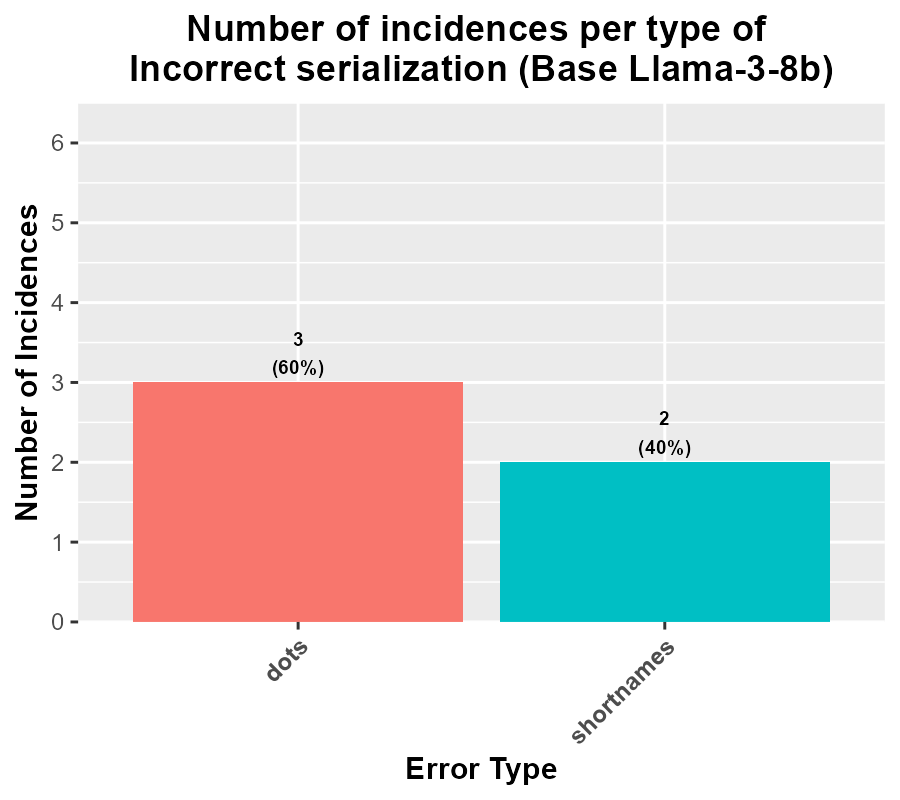 Number of incidences per type of
Incorrect serialization (Base Llama-3-8b)
Number of Incidences
6
5
4
3
2
1
0
3
(60%)
2
(40%)
dots
shortnames
Error Type